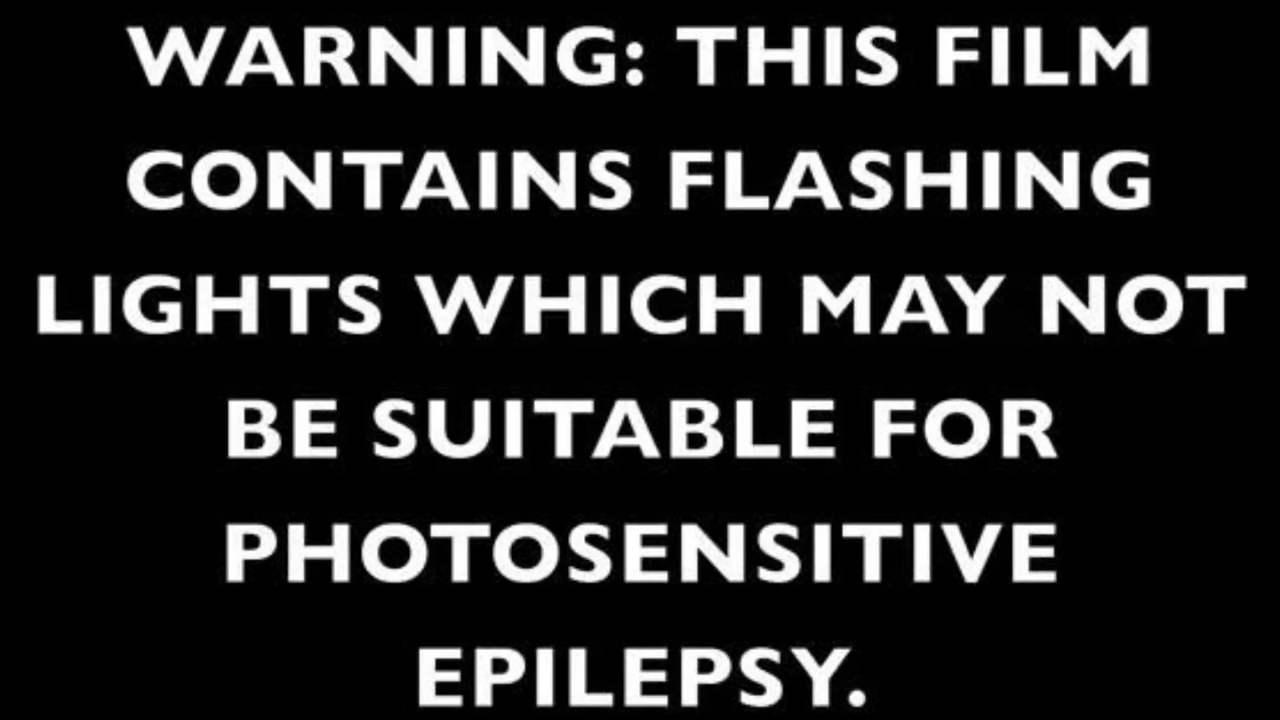 WARNING: THIS FILM
CONTAINS FLASHING
LIGHTS WHICH MAY NOT
BE SUITABLE FOR
PHOTOSENSITIVE
EPILEPSY.